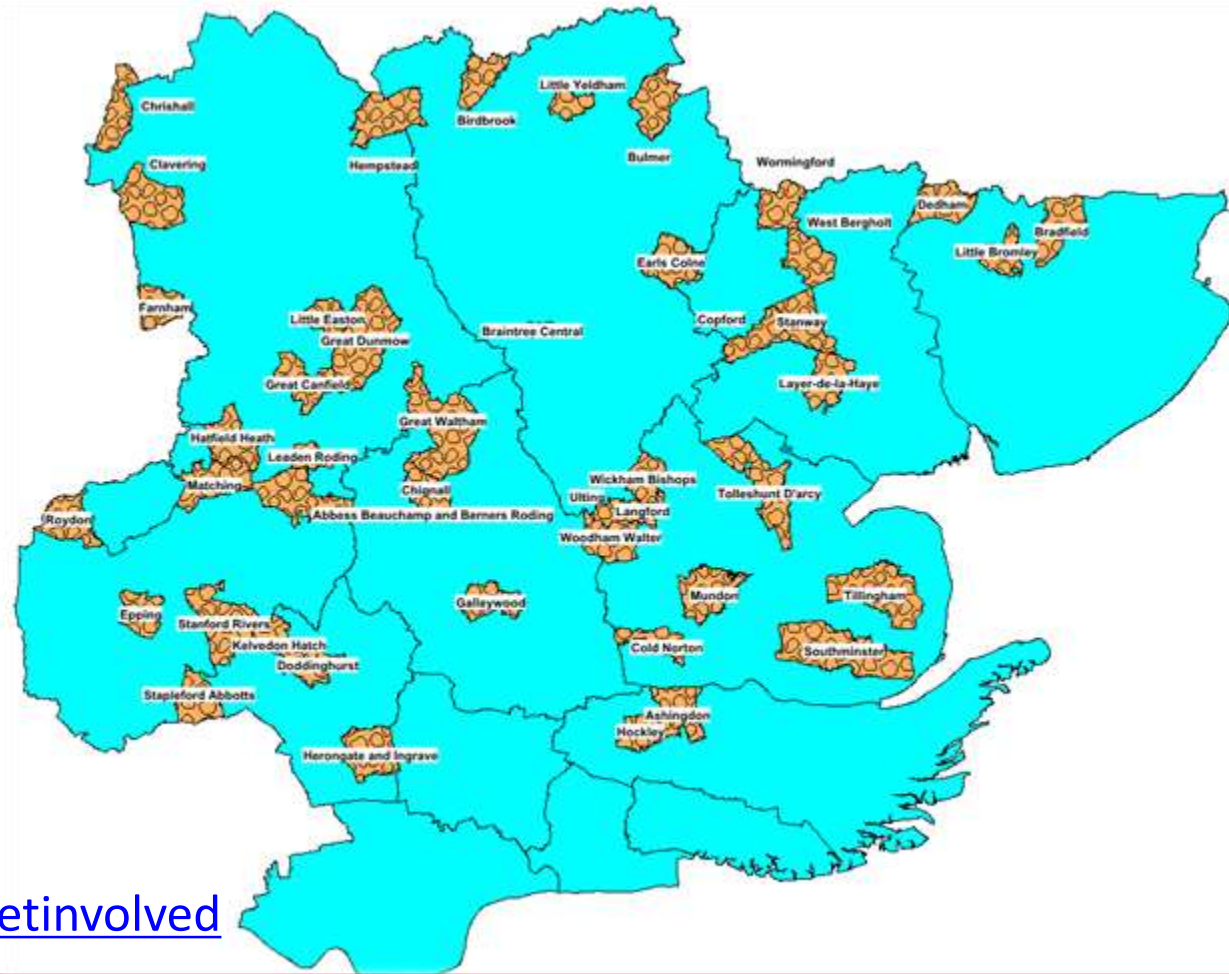 Chrishall
Little Yeldham
Birdbrook
Bulmer
Clavering
Hempstead
Wormingford
Dedham
West Bergholt
Bradfield
Little Bromley
Earls Colne
Farnham
Little Easton
Copford
Stanway
Braintree Central
Great Dunmow
Great Canfield
Layer-de-la-Haye
Great Waltham
Hatfield Heath
Leaden Roding
Wickham Bishops
Matching
Chignall
Ulting
Tolleshunt D'arcy
Langford
Abbess Beauchamp and Berners Roding
Roydon
Woodham Walter
Mundon
Tillingham
Galleywood
Epping
Stanford Rivers
Kelvedon Hatch
Cold Norton
Southminster
Doddinghurst
Stapleford Abbotts
Ashingdon
Hockley
Herongate and Ingrave
etinvolved